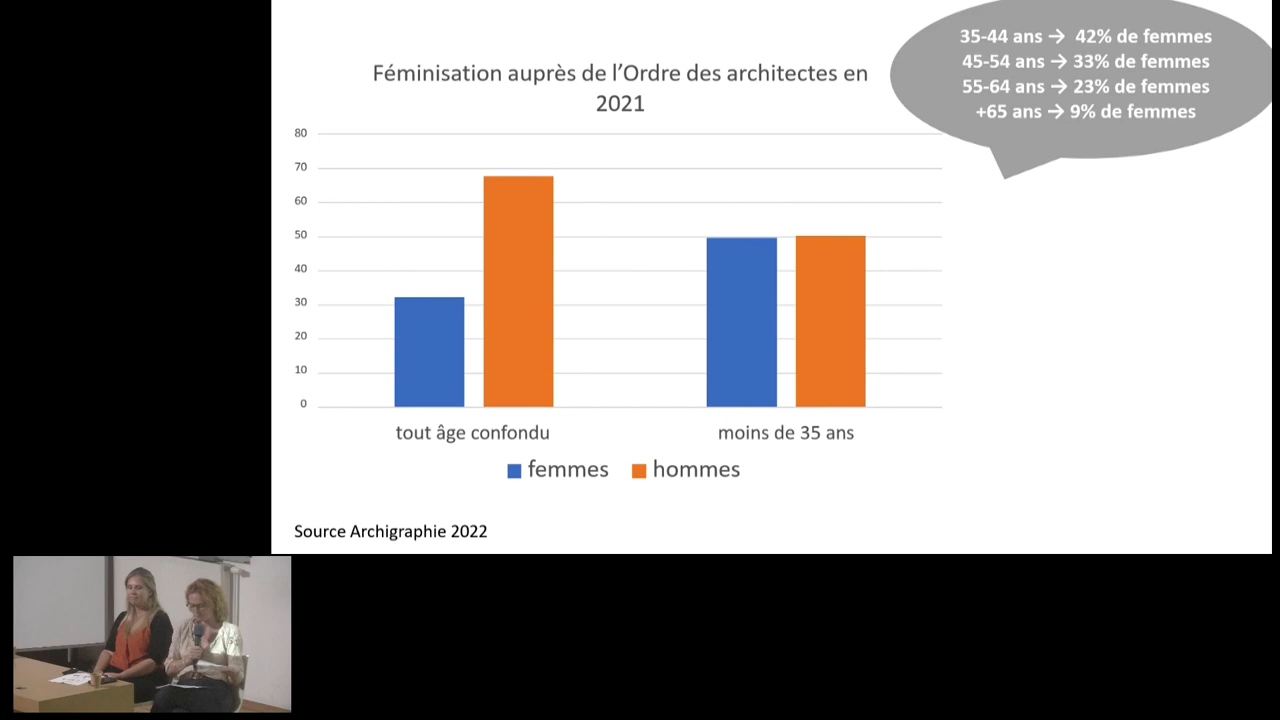 35-44 ans → 42% de femmes
45-54 ans → 33% de femmes
55-64 ans → 23% de femmes
+65 ans → 9% de femmes
Féminisation auprès de l’Ordre des architectes en
2021
80
70
60
50
40
30
20
10
0
tout âge confondu
moins de 35 ans
femmes
hommes
Source Archigraphie 2022